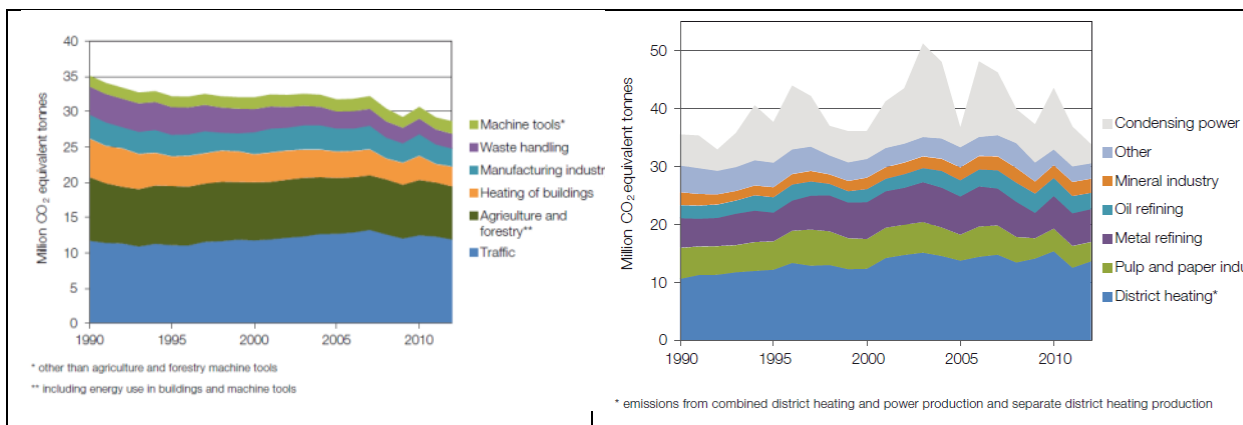 Million CO2 equivalent tonnes
40
35
30
25
20
15
10
5
0
1990
1995
2000
2005
2010
Machine tools*
Waste handling
Manufacturing industr
Heating of buildings
Agrieulture and
forestry**
Traffic
* other than agriculture and forestry machine tools
** including energy use in buildings and machine tools
Million CO2 equivalent tonnes
50
40
30
20
10
0
1990
1995
2000
2005
2010
Condensing power
Other
Mineral industry
Oil refining
Metal refining
Pulp and paper indu
District heating*
* emissions from combined district heating and power production and separate district heating production